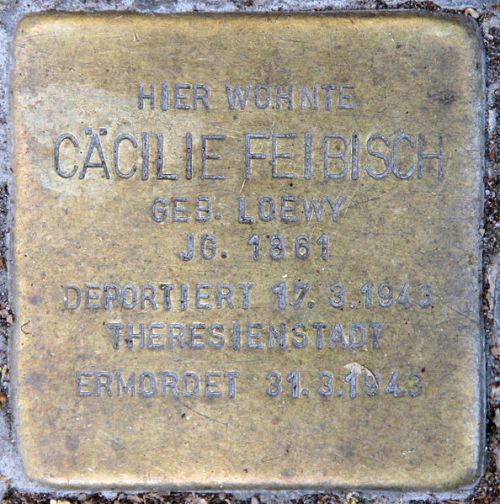 HIER WOHNTE
CÄCILIE FEIBISCH
GEB. LOEWY
JG. 1861
DEPORTIERT 17. 3. 1943
THERESIENSTADT
ERMORDET 31. 3. 1943